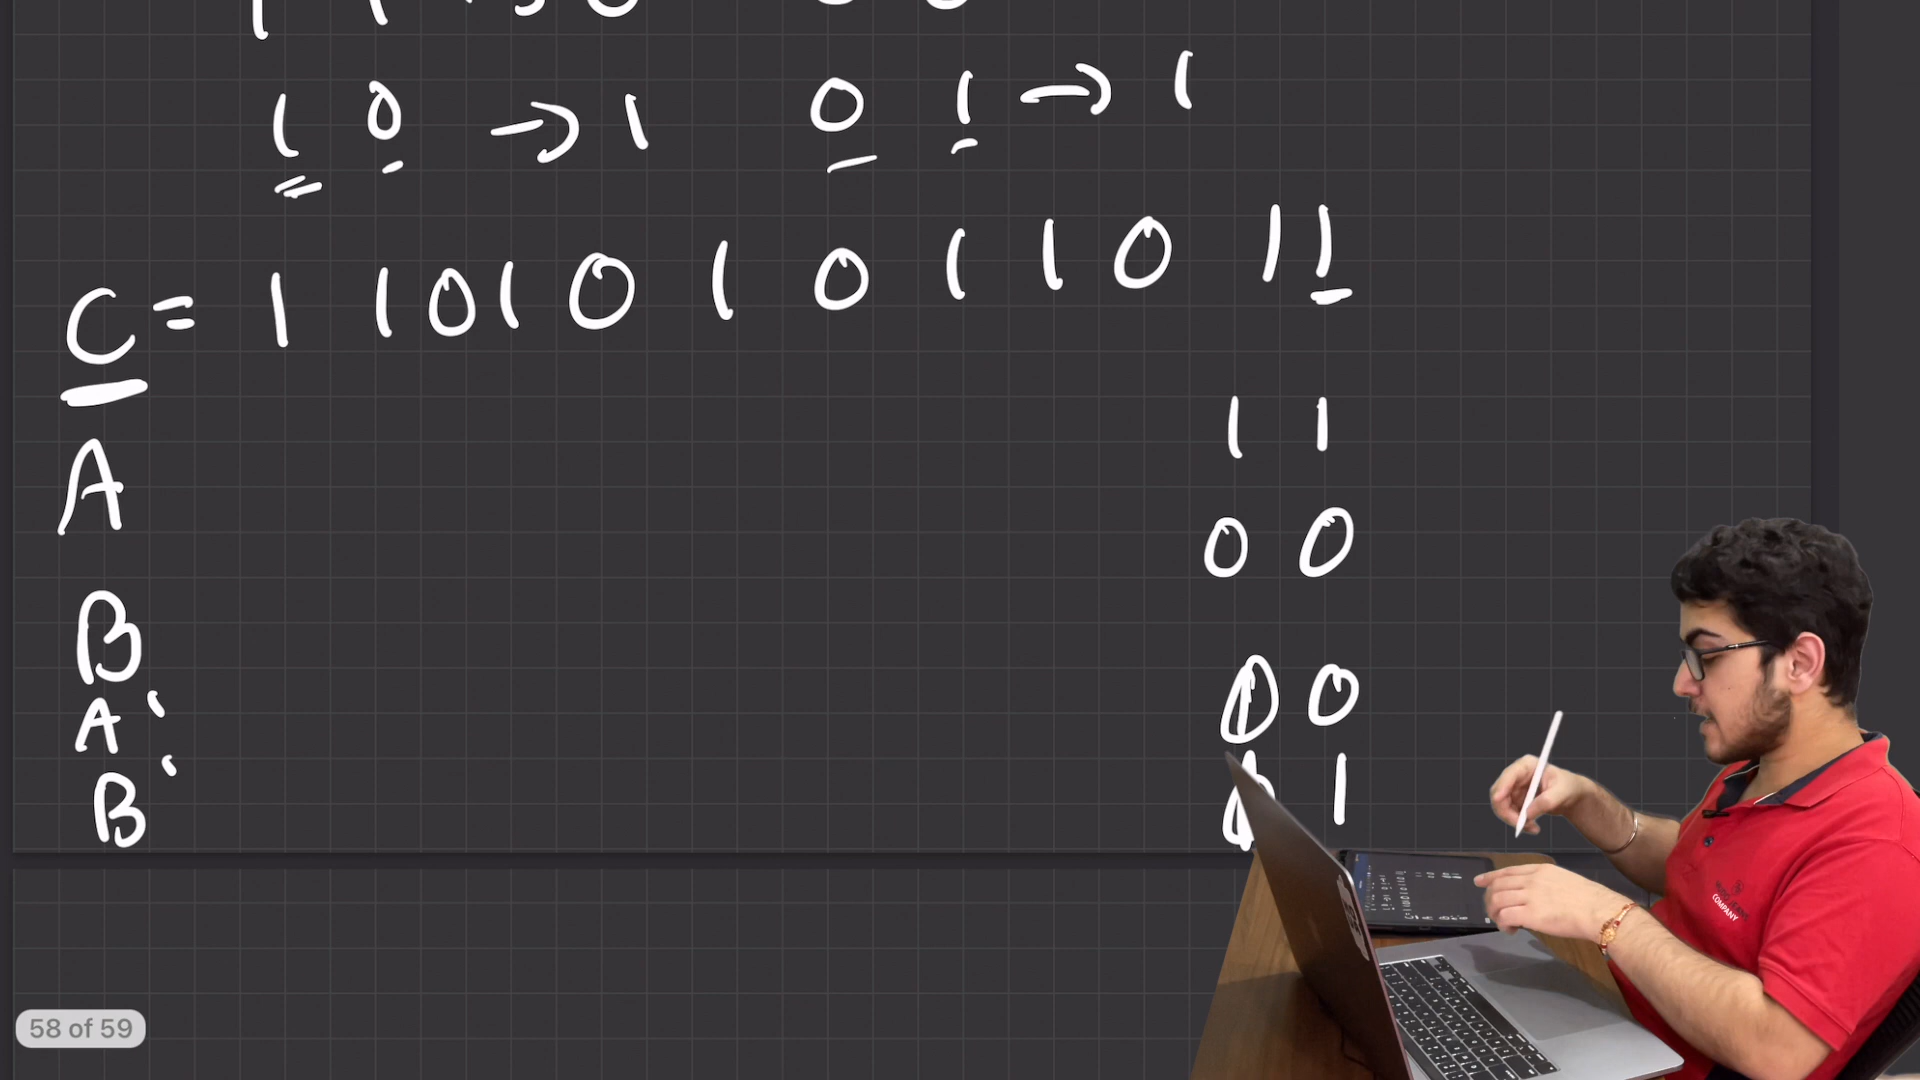 1 0 → 1 0 1 → 1
C = 1 1 0 1 0 1 0 1 1 0 1 1
A 1 1
B 0 0
A' 0 0
B' 1
COMPANY
58 of 59